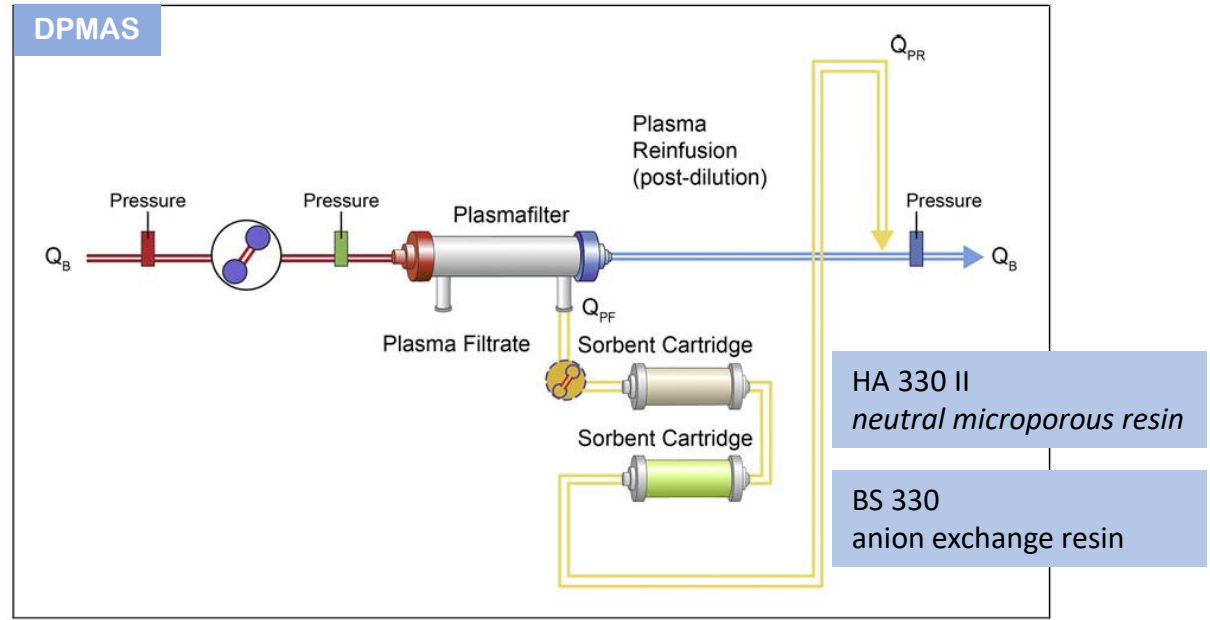 DPMAS
Q̇PR
Plasma
Reinfusion
(post-dilution)
Pressure
Pressure
Plasmafilter
Pressure
QB
QB
QPF
Plasma Filtrate
Sorbent Cartridge
HA 330 II
neutral microporous resin
Sorbent Cartridge
BS 330
anion exchange resin